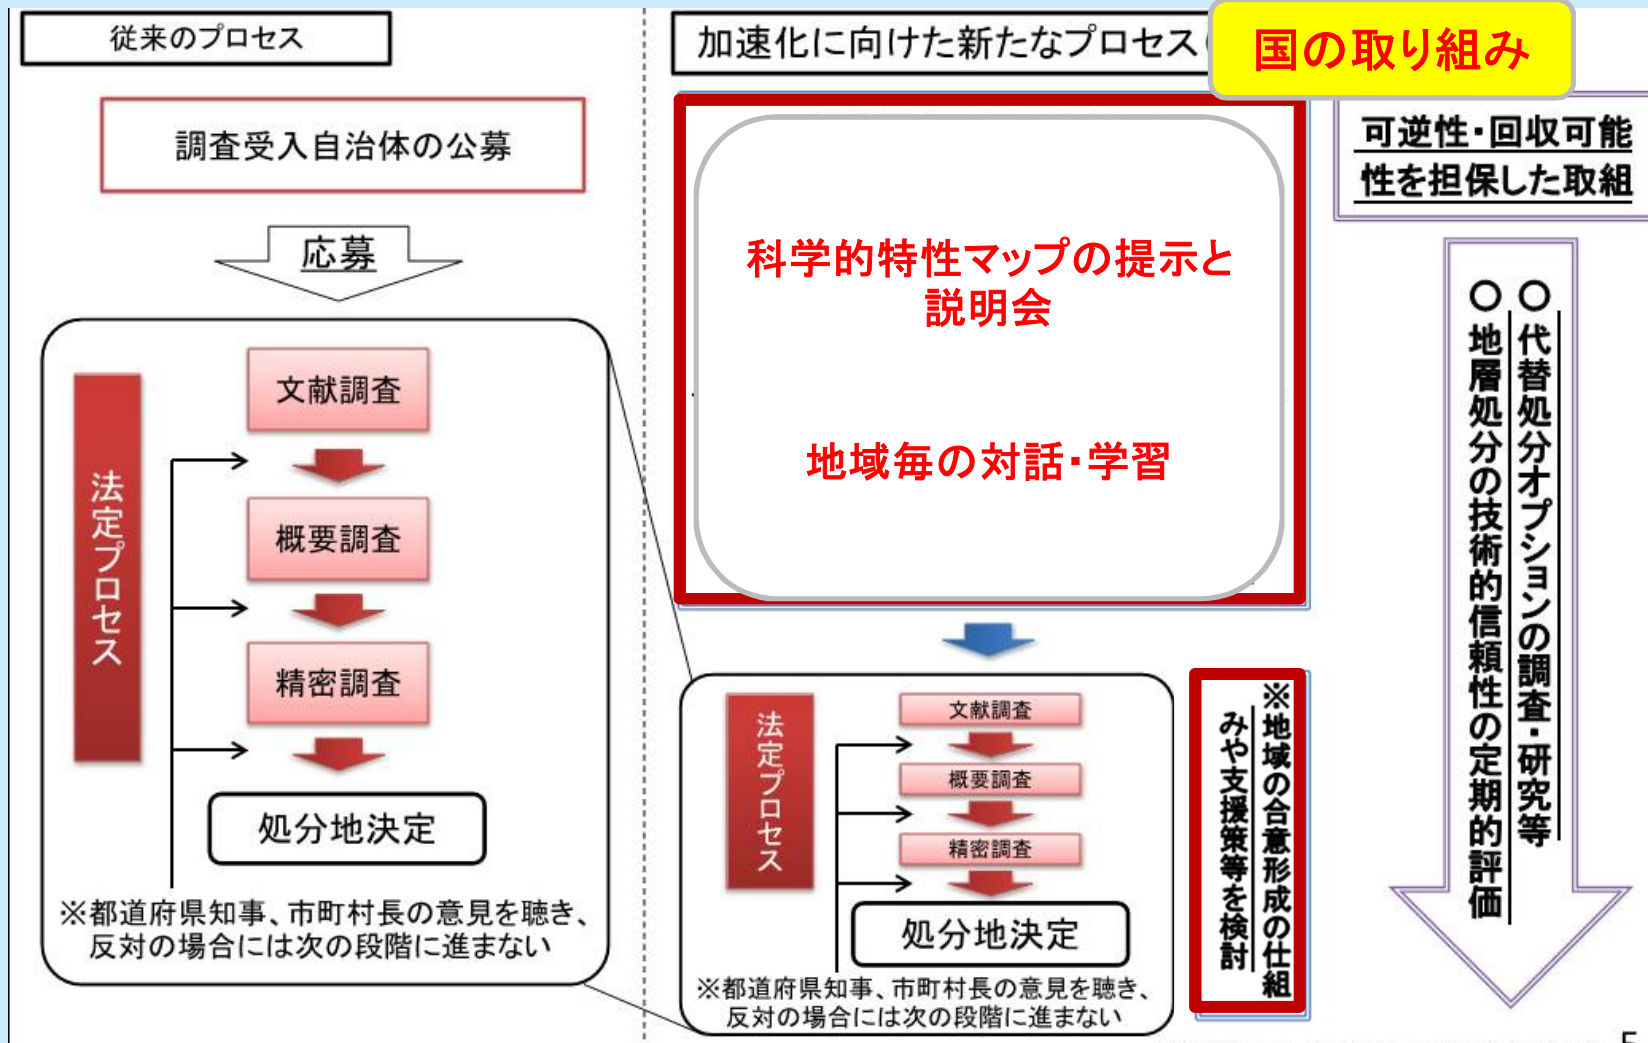 従来のプロセス
調査受入自治体の公募
応募
法定プロセス
文献調査
概要調査
精密調査
処分地決定
※都道府県知事、市町村長の意見を聴き、
反対の場合には次の段階に進まない
加速化に向けた新たなプロセス
国の取り組み
科学的特性マップの提示と
説明会
地域毎の対話・学習
法定プロセス
文献調査
概要調査
精密調査
処分地決定
※都道府県知事、市町村長の意見を聴き、
反対の場合には次の段階に進まない
※地域の合意形成の仕組
みや支援策等を検討
可逆性・回収可能
性を担保した取組
○代替処分オプションの調査・研究等
○地層処分の技術的信頼性の定期的評価